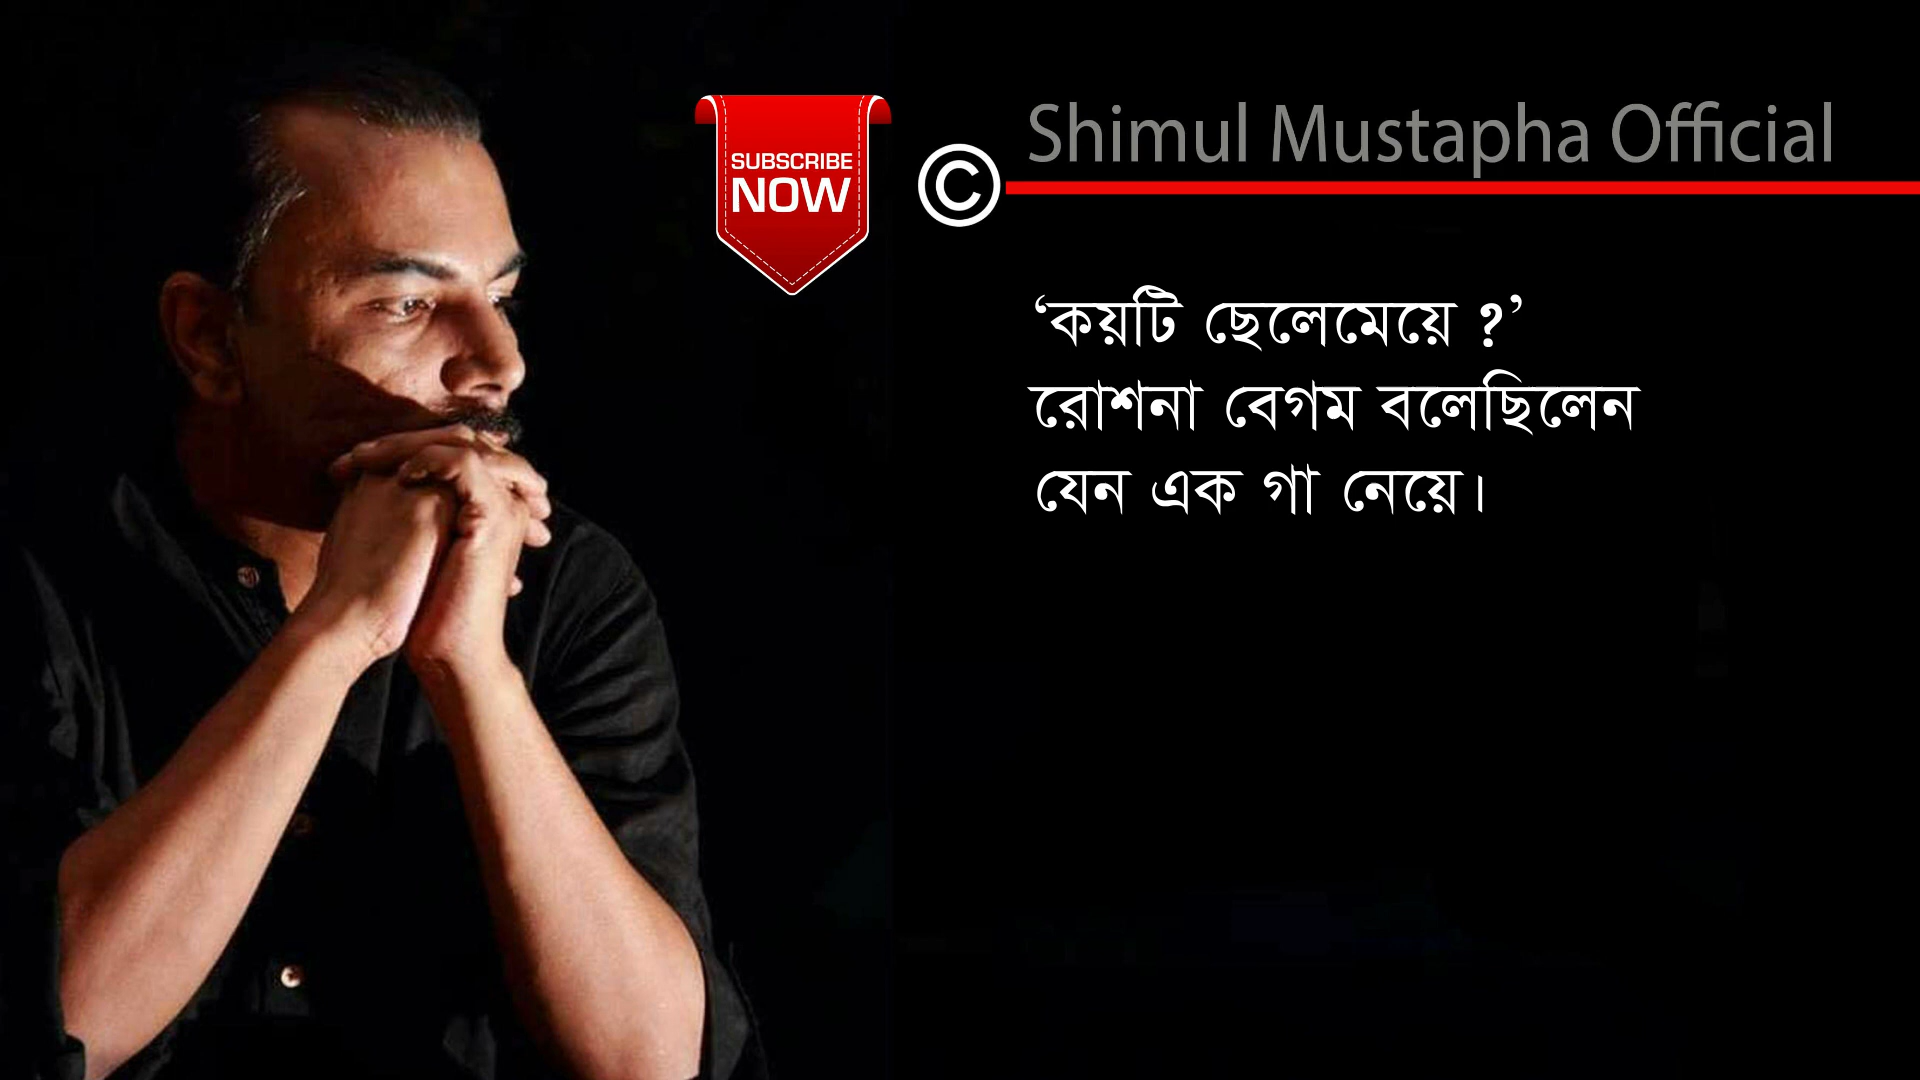 SUBSCRIBE
NOW
© Shimul Mustapha Official
‘কয়টি ছেলেমেয়ে ?’
রোশনা বেগম বলেছিলেন
যেন এক গা নেয়ে।